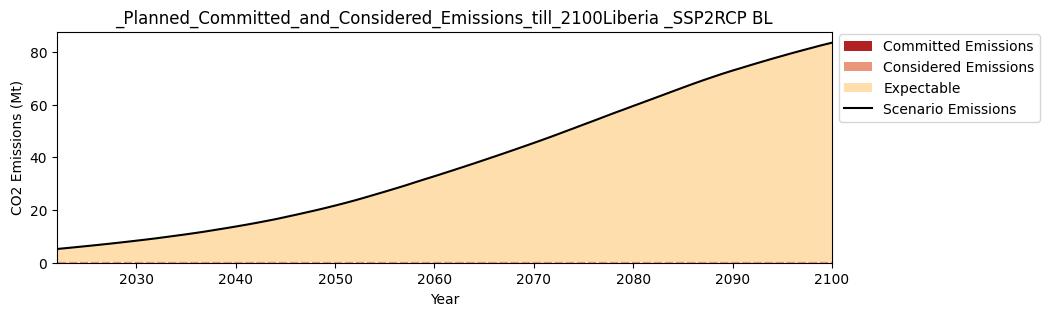 _Planned_Committed_and_Considered_Emissions_till_2100Liberia _SSP2RCP BL
Committed Emissions
Considered Emissions
Expectable
Scenario Emissions
CO2 Emissions (Mt)
80
60
40
20
0
2030 2040 2050 2060 2070 2080 2090 2100
Year